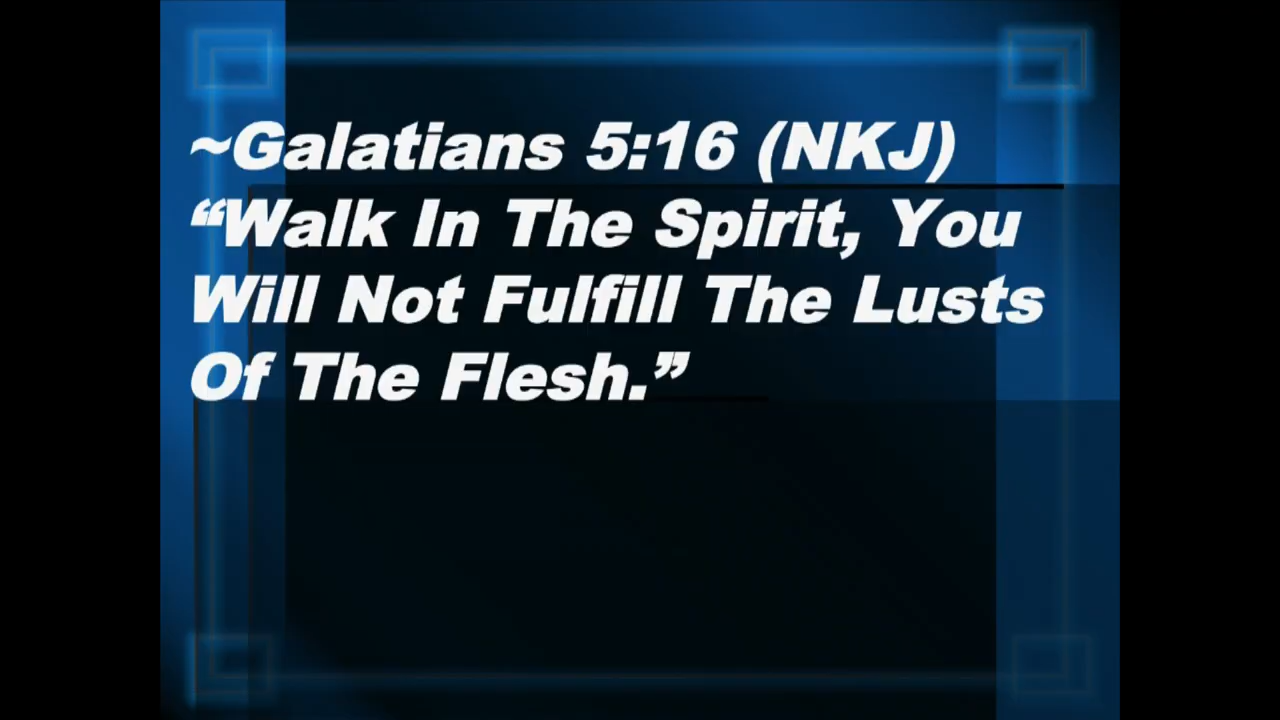 ~Galatians 5:16 (NKJ)
“Walk In The Spirit, You
Will Not Fulfill The Lusts
Of The Flesh.”